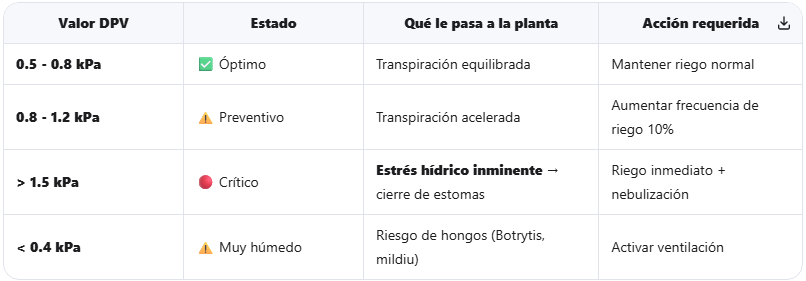 Valor DPV Estado Qué le pasa a la planta Acción requerida
0.5 - 0.8 kPa ✅ Óptimo Transpiración equilibrada Mantener riego normal
0.8 - 1.2 kPa ⚠️ Preventivo Transpiración acelerada Aumentar frecuencia de
riego 10%
> 1.5 kPa 🔴 Crítico Estrés hídrico inminente →
cierre de estomas Riego inmediato +
nebulización
< 0.4 kPa ⚠️ Muy húmedo Riesgo de hongos (Botrytis,
mildiu) Activar ventilación